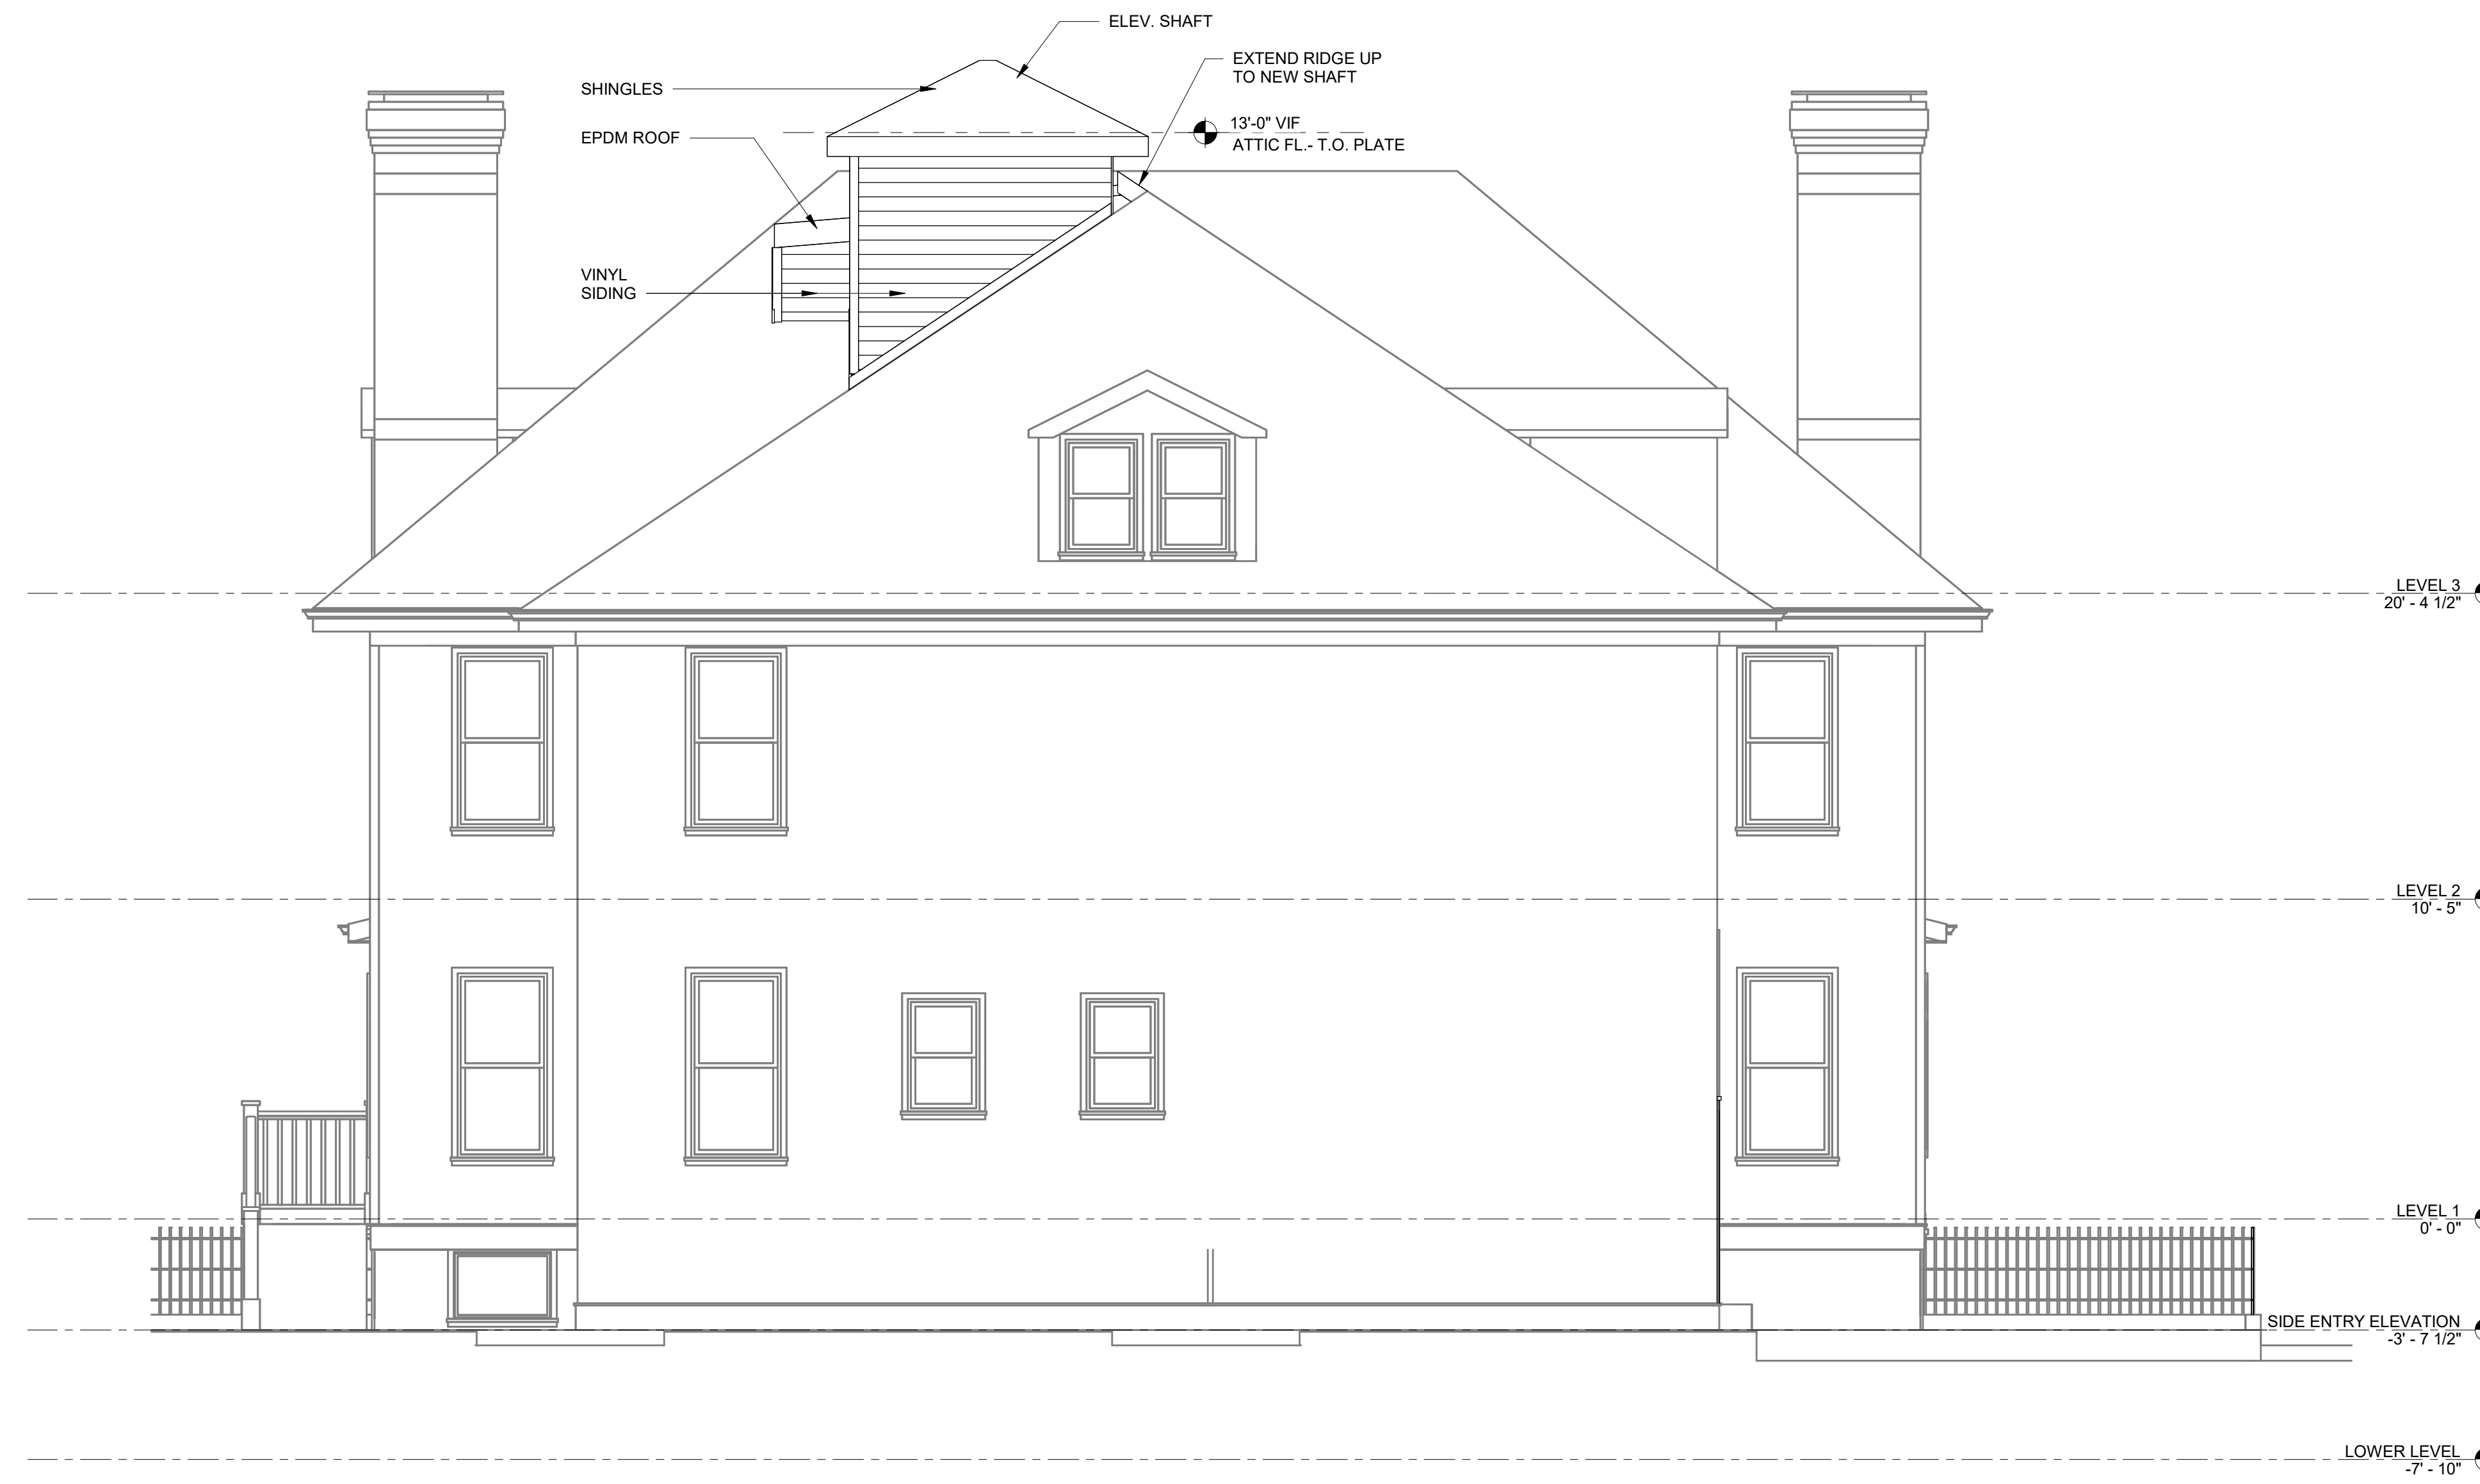 ELEV. SHAFT
EXTEND RIDGE UP
TO NEW SHAFT
SHINGLES
13'-0" VIF
ATTIC FL.- T.O. PLATE
EPDM ROOF
VINYL
SIDING
LEVEL 3
20' - 4 1/2"
LEVEL 2
10' - 5"
LEVEL 1
0' - 0"
SIDE ENTRY ELEVATION
-3' - 7 1/2"
LOWER LEVEL
-7' - 10"